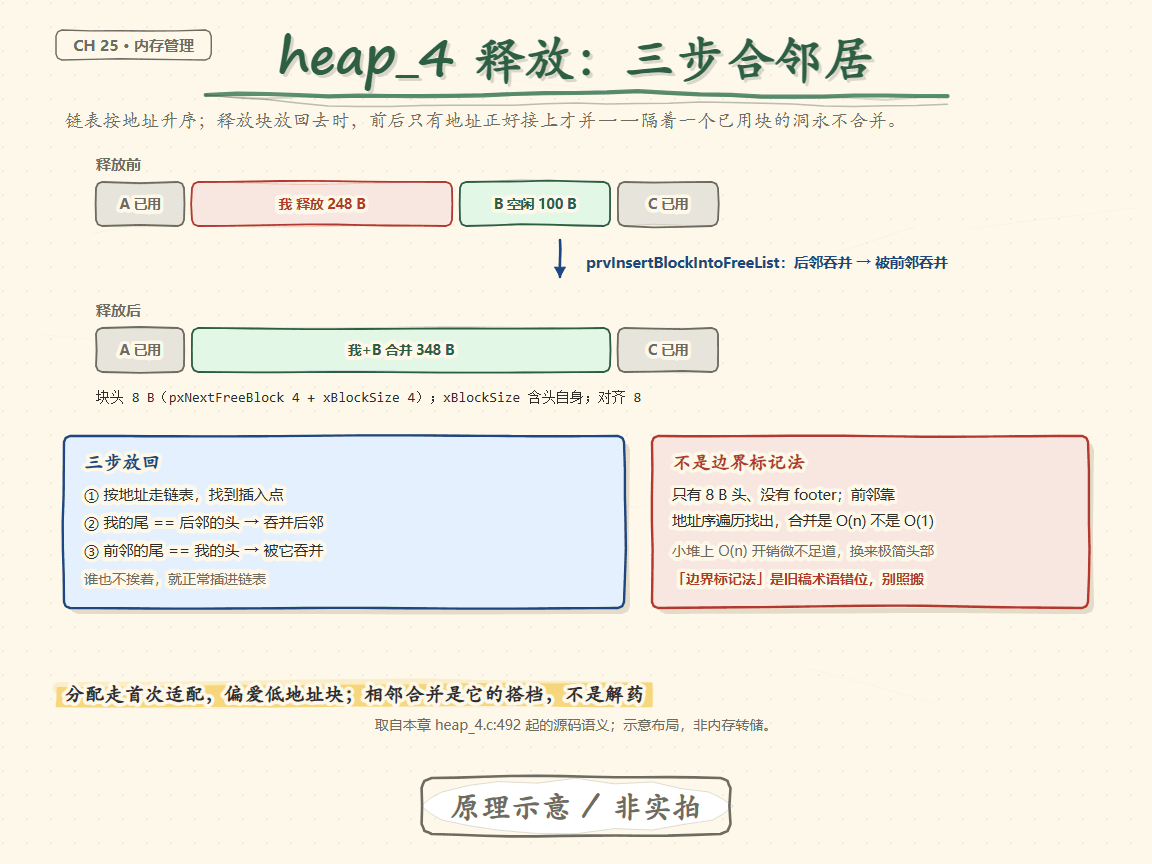 CH 25 • 内存管理
heap_4 释放：三步合邻居
链表按地址升序；释放块放回去时，前后只有地址正好接上才并——隔着一个已用块的洞永不合并。
释放前
A 已用
我 释放 248 B
B 空闲 100 B
C 已用
prvInsertBlockIntoFreeList：后邻吞并 → 被前邻吞并
释放后
A 已用
我+B 合并 348 B
C 已用
块头 8 B（pxNextFreeBlock 4 + xBlockSize 4）；xBlockSize 含头自身；对齐 8
三步放回
① 按地址走链表，找到插入点
② 我的尾 == 后邻的头 → 吞并后邻
③ 前邻的尾 == 我的头 → 被它吞并
谁也不挨着，就正常插进链表
不是边界标记法
只有 8 B 头、没有 footer；前邻靠
地址序遍历找出，合并是 O(n) 不是 O(1)
小堆上 O(n) 开销微不足道，换来极简头部
「边界标记法」是旧稿术语错位，别照搬
分配走首次适配，偏爱低地址块；相邻合并是它的搭档，不是解药
取自本章 heap_4.c:492 起的源码语义；示意布局，非内存转储。
原理示意 / 非实拍